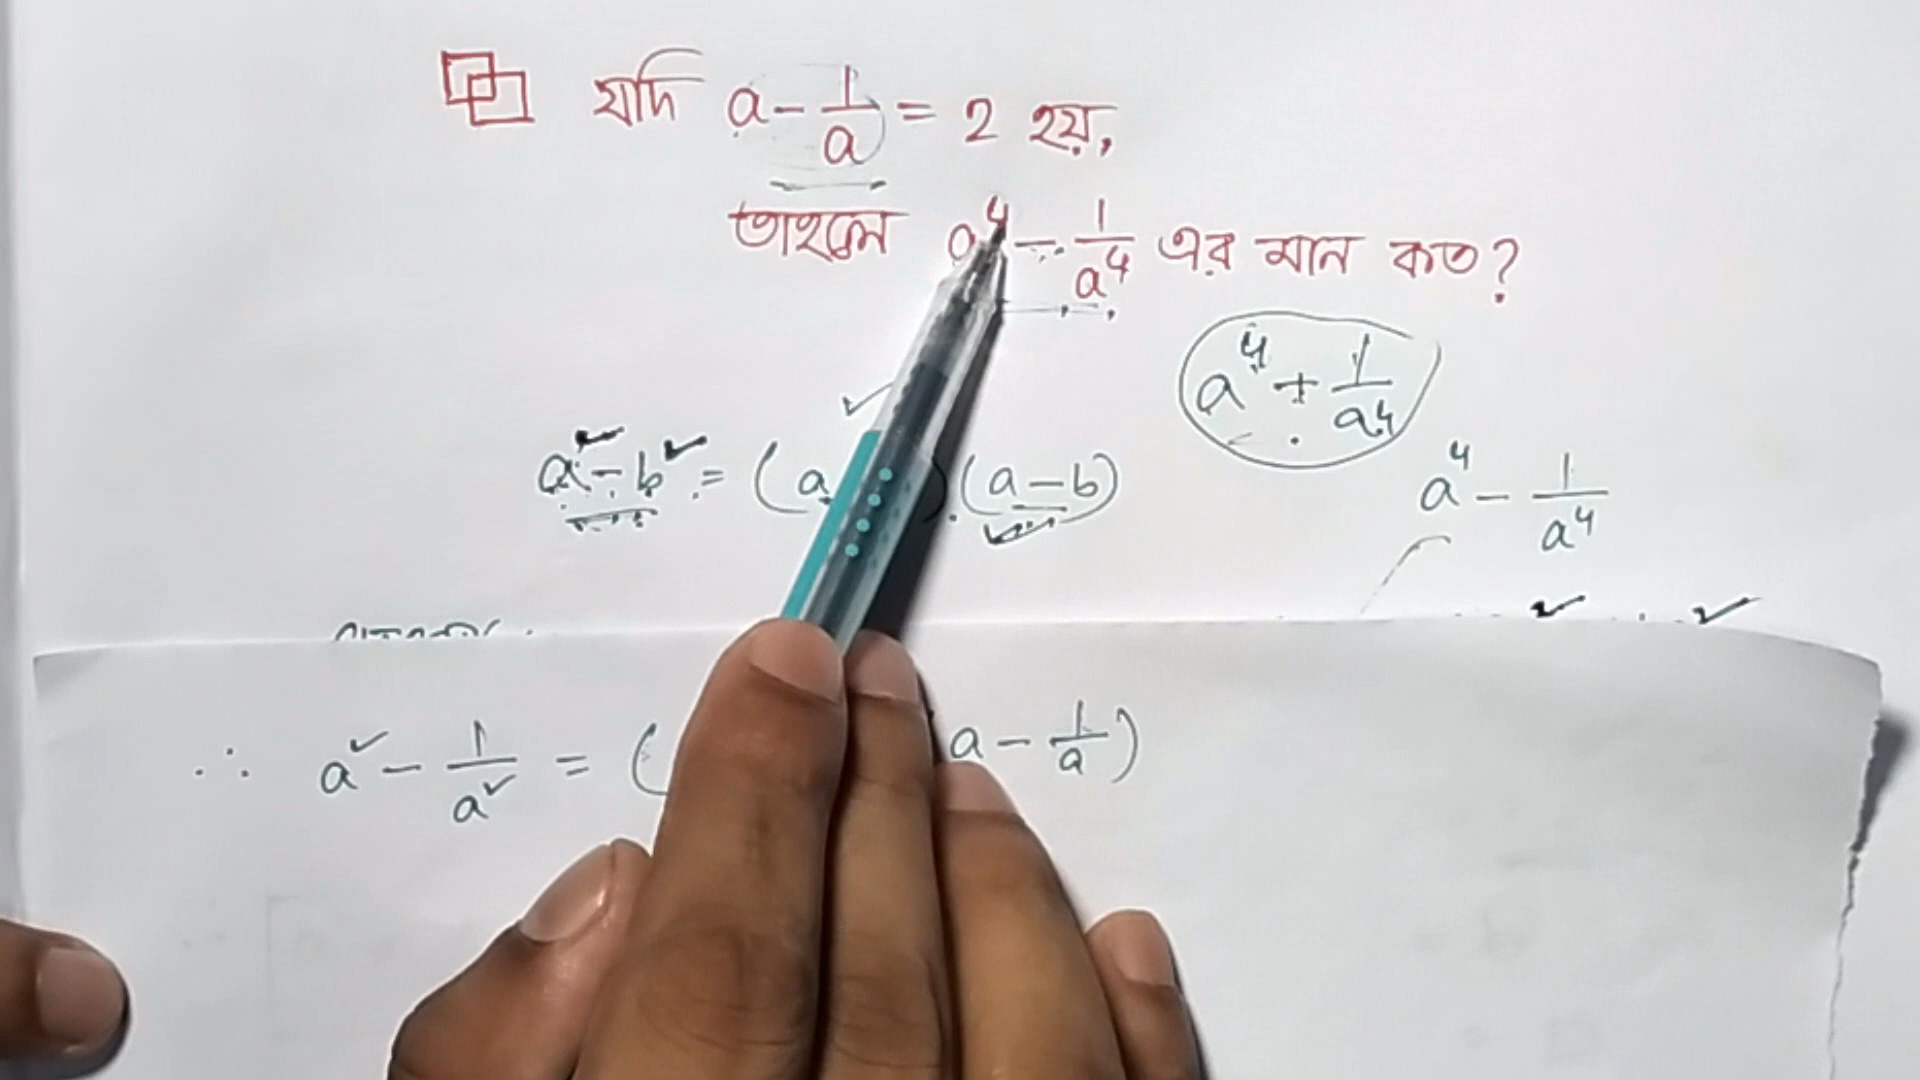 যদি a - 1/a = 2 হয়,
তাহলে a⁴ - 1/a⁴ এর মান কত?
a⁴ + 1/a⁴
a² - b² = (a ) (a - b)
a⁴ - 1/a⁴
∴ a² - 1/a² = ( a - 1/a)